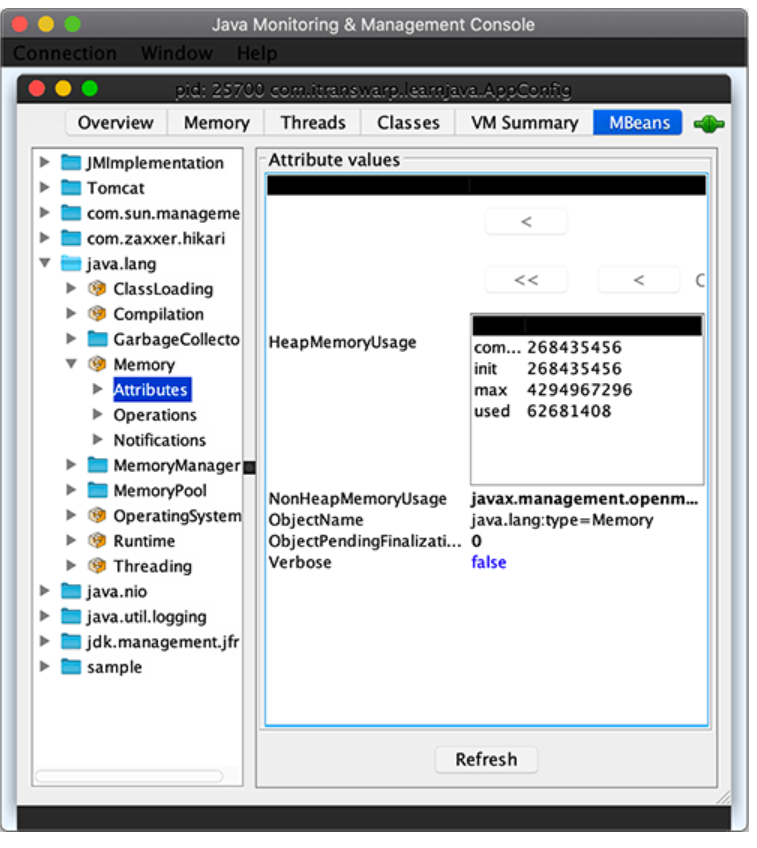 Java Monitoring & Management Console
Connection Window Help
pid: 25700 com.itranswarp.learnjava.AppConfig
Overview Memory Threads Classes VM Summary MBeans
JMImplementation
Tomcat
com.sun.manageme
com.zaxxer.hikari
java.lang
ClassLoading
Compilation
GarbageCollecto
Memory
Attributes
Operations
Notifications
MemoryManager
MemoryPool
OperatingSystem
Runtime
Threading
java.nio
java.util.logging
jdk.management.jfr
sample
Attribute values
<
<< < C
HeapMemoryUsage
com... 268435456
init 268435456
max 4294967296
used 62681408
NonHeapMemoryUsage javax.management.openm...
ObjectName java.lang:type=Memory
ObjectPendingFinalizati... 0
Verbose false
Refresh